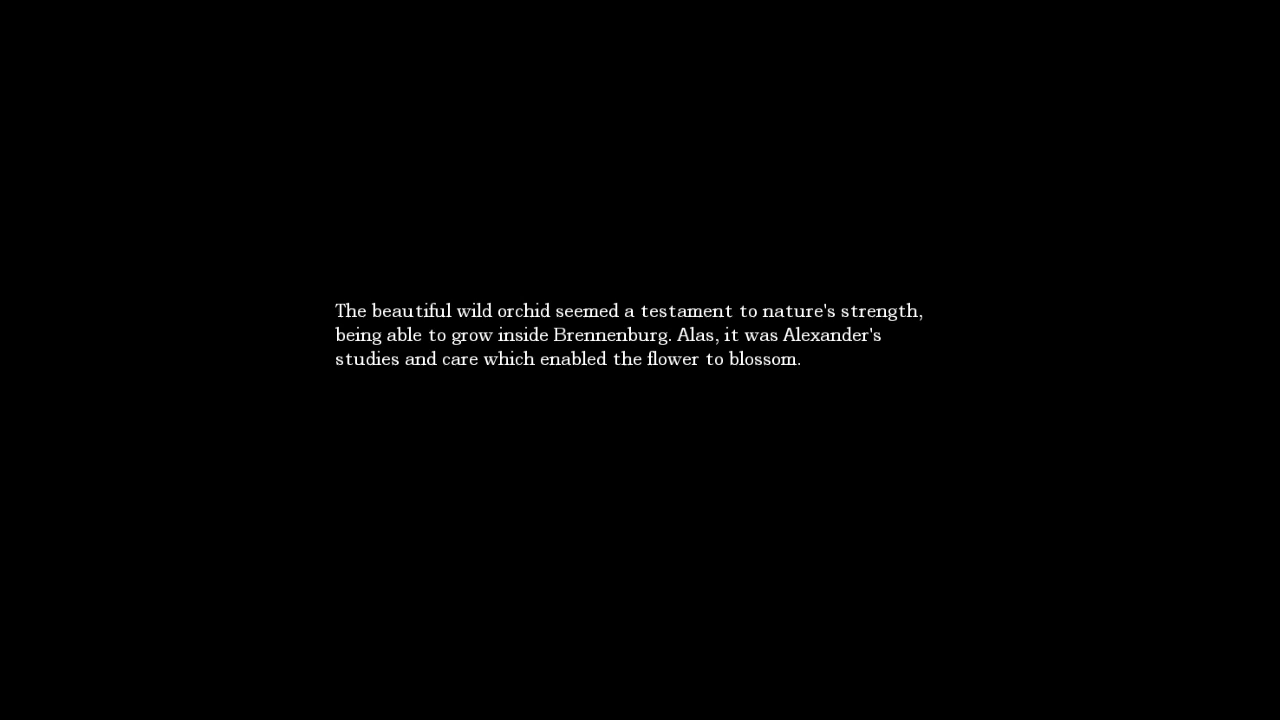 The beautiful wild orchid seemed a testament to nature's strength,
being able to grow inside Brennenburg. Alas, it was Alexander's
studies and care which enabled the flower to blossom.